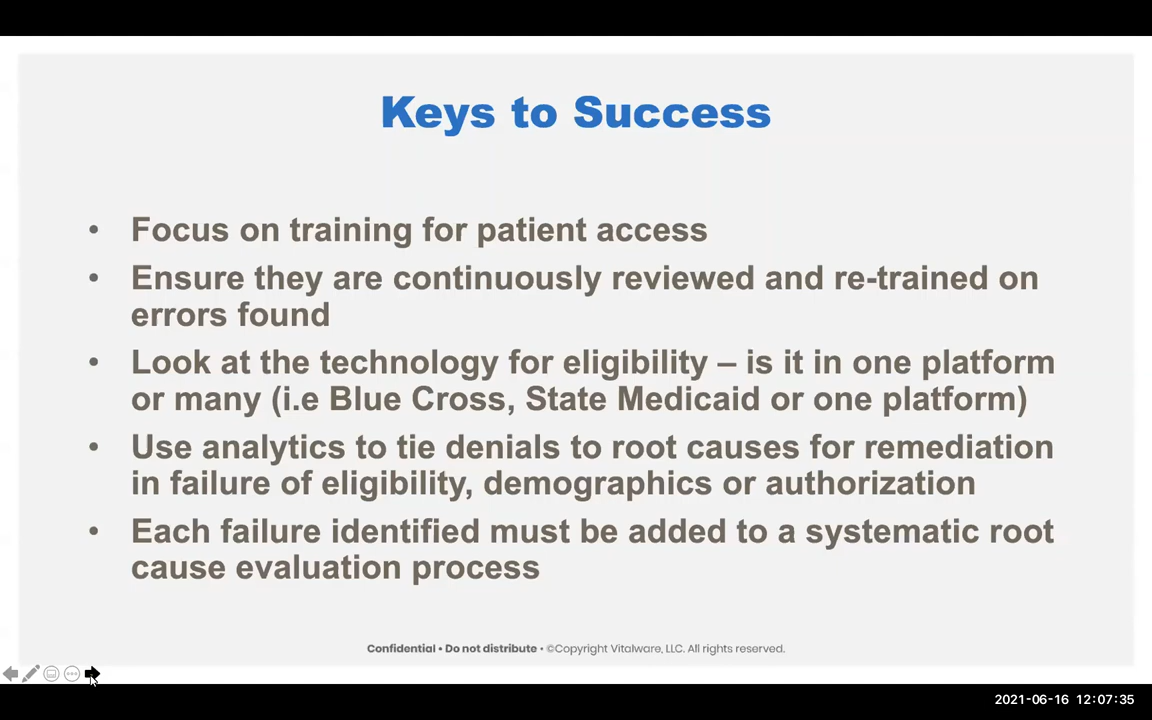 Keys to Success
• Focus on training for patient access
• Ensure they are continuously reviewed and re-trained on
errors found
• Look at the technology for eligibility – is it in one platform
or many (i.e Blue Cross, State Medicaid or one platform)
• Use analytics to tie denials to root causes for remediation
in failure of eligibility, demographics or authorization
• Each failure identified must be added to a systematic root
cause evaluation process
Confidential • Do not distribute • ©Copyright Vitalware, LLC. All rights reserved.
2021-06-16 12:07:35